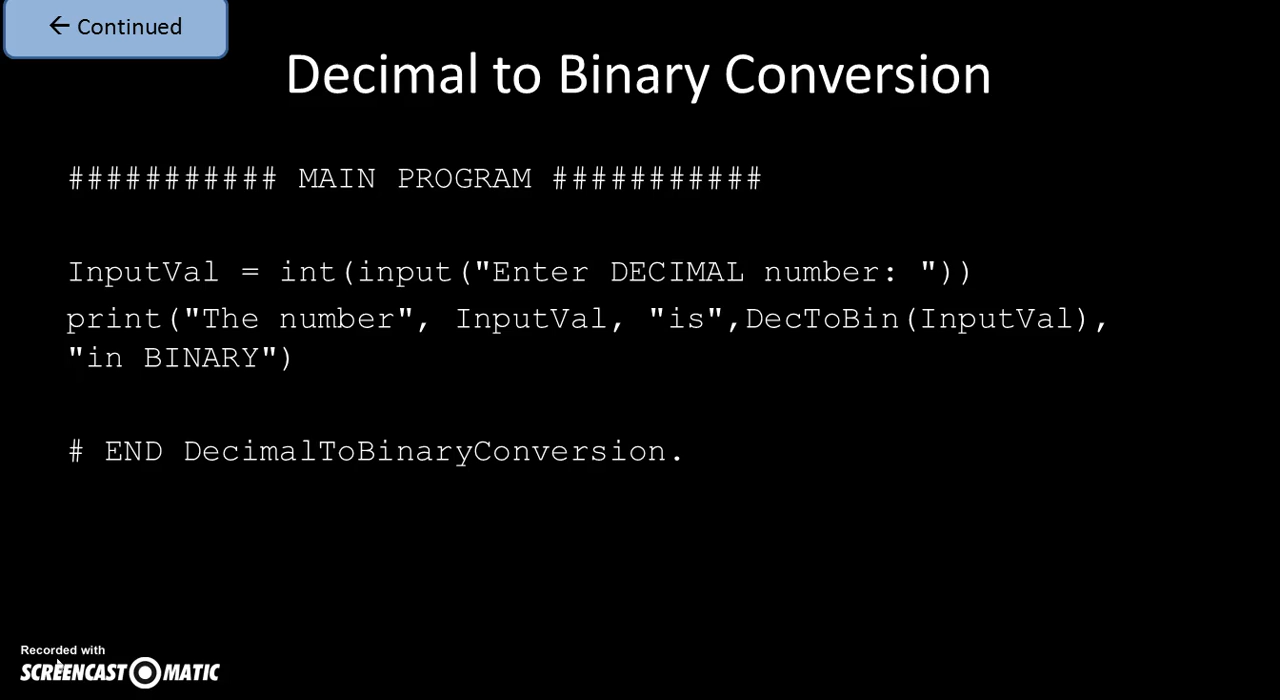 ← Continued
Decimal to Binary Conversion
########### MAIN PROGRAM ###########
InputVal = int(input("Enter DECIMAL number: "))
print("The number", InputVal, "is",DecToBin(InputVal),
"in BINARY")
# END DecimalToBinaryConversion.
Recorded with
SCREENCAST O MATIC